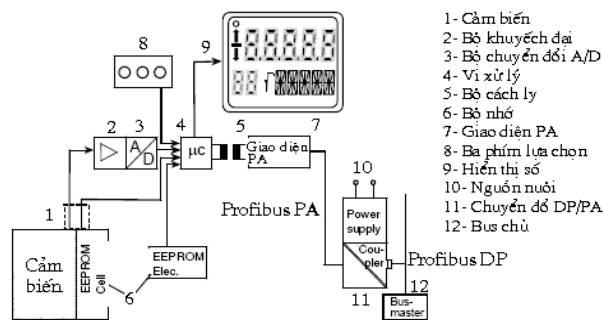 8
9
1- Cảm biến
2- Bộ khuyếch đại
3- Bộ chuyển đổi A/D
4- Vi xử lý
5- Bộ cách ly
6- Bộ nhớ
7- Giao diện PA
8- Ba phím lựa chọn
9- Hiển thị số
10- Nguồn nuôi
11- Chuyển đổ DP/PA
12- Bus chủ
2 3 4 5 7
A
D
μc
Giao diện
PA
10
1
Profibus PA
Power
supply
Cou-
pler
Profibus DP
Cảm
biến
EEPROM
Cell
EEPROM
Elec.
6
11
12
Bus-
master